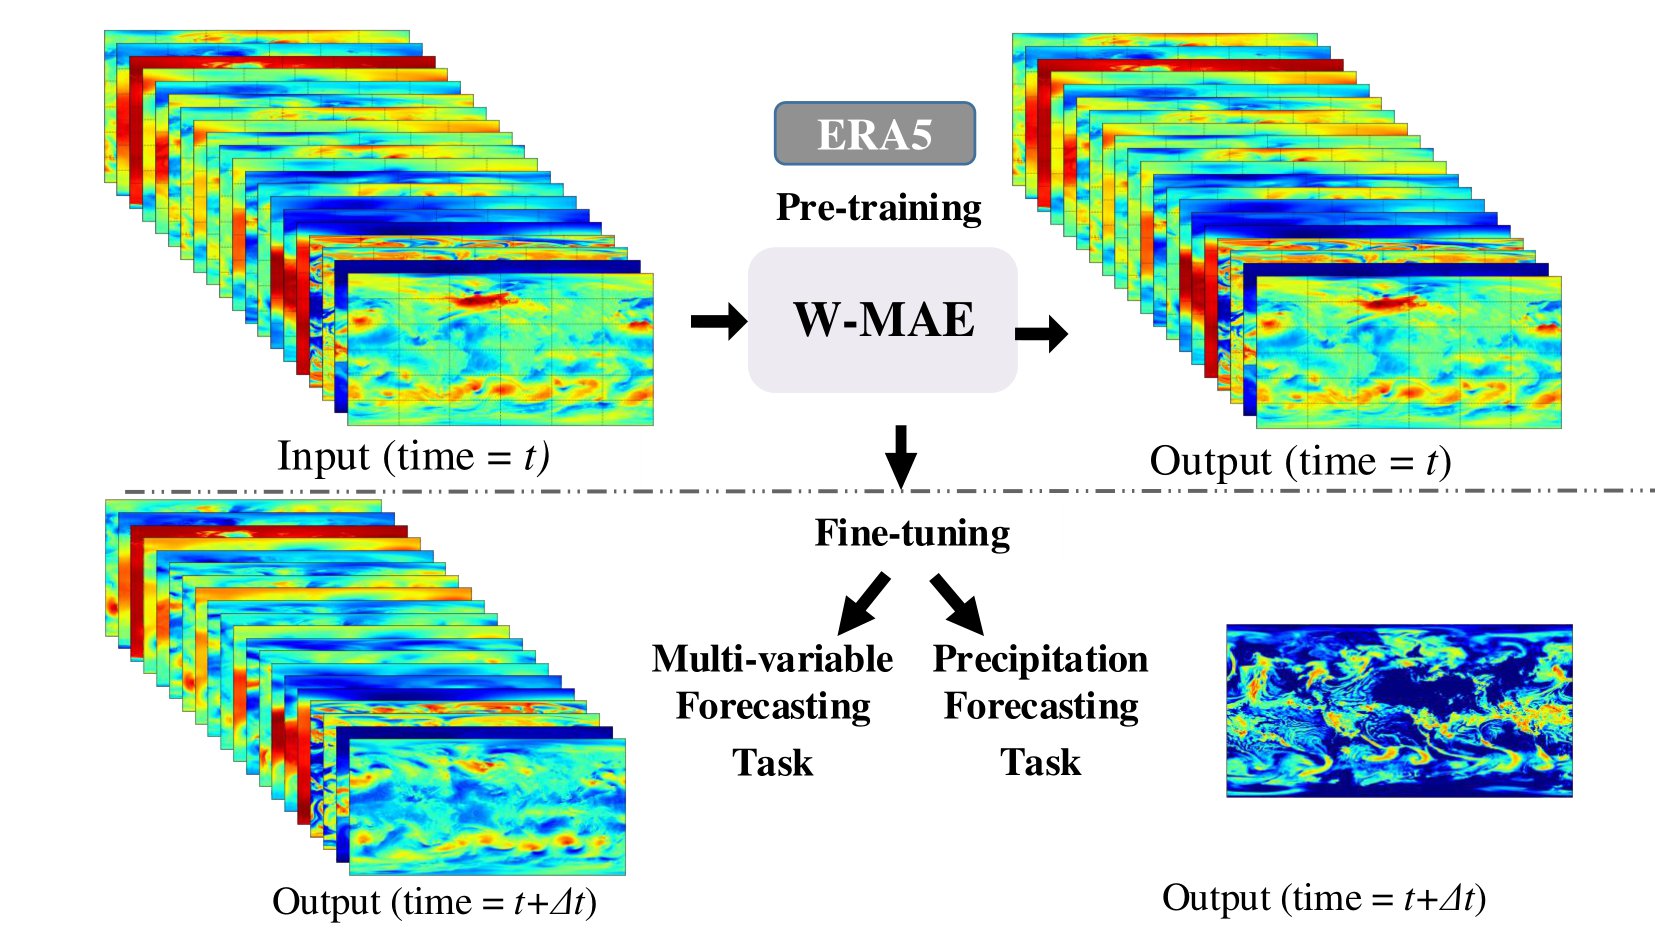 ERA5
Pre-training
W-MAE
Input (time = t)
Output (time = t)
Fine-tuning
Multi-variable
Forecasting
Task
Precipitation
Forecasting
Task
Output (time = t+Δt)
Output (time = t+Δt)